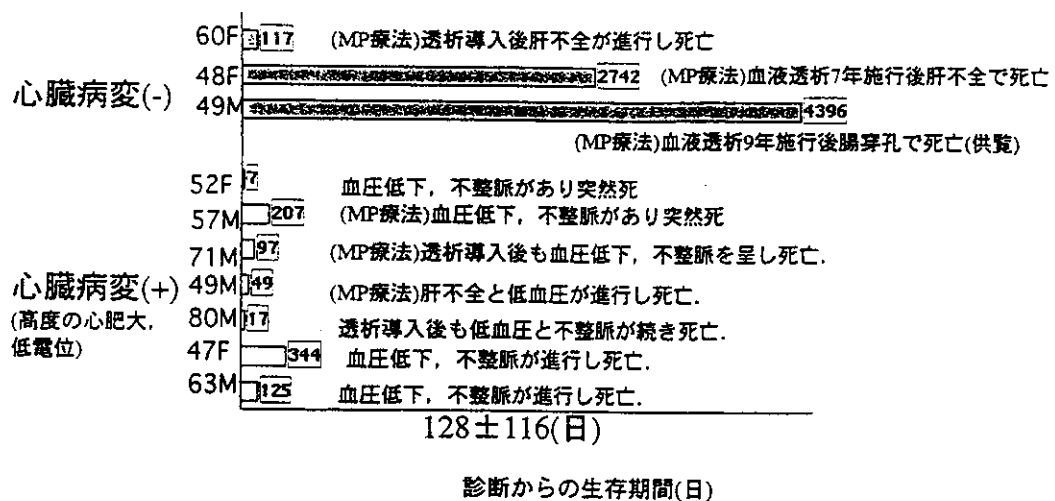 60F 117 (MP療法)透析導入後肝不全が進行し死亡
48F 2742 (MP療法)血液透析7年施行後肝不全で死亡
心臓病変(-) 49M 4396
(MP療法)血液透析9年施行後腸穿孔で死亡(供覧)
52F 7 血圧低下，不整脈があり突然死
57M 207 (MP療法)血圧低下，不整脈があり突然死
71M 97 (MP療法)透析導入後も血圧低下，不整脈を呈し死亡.
心臓病変(+) 49M 49 (MP療法)肝不全と低血圧が進行し死亡.
(高度の心肥大, 80M 17 透析導入後も低血圧と不整脈が続き死亡.
低電位) 47F 344 血圧低下，不整脈が進行し死亡.
63M 125 血圧低下，不整脈が進行し死亡.
128±116(日)
診断からの生存期間(日)